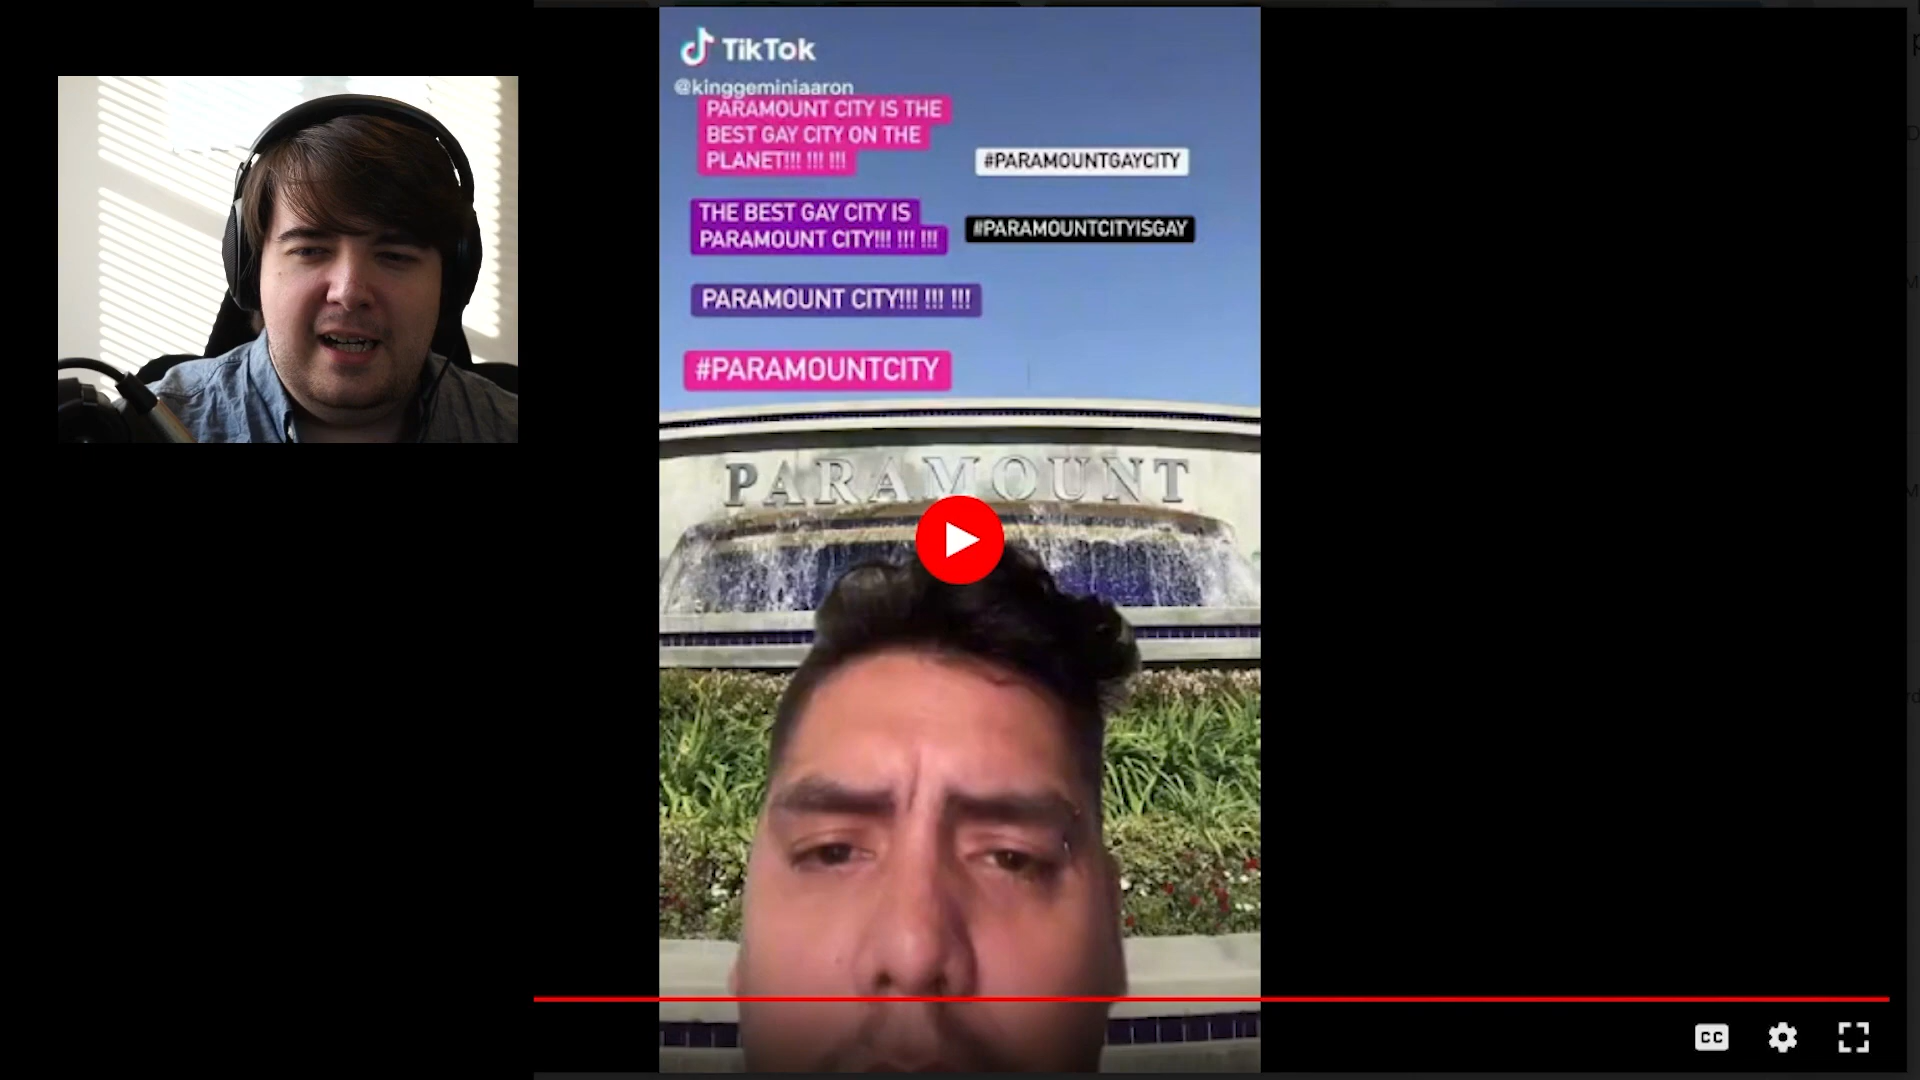 TikTok
@kinggeminiaaron
PARAMOUNT CITY IS THE
BEST GAY CITY ON THE
PLANET!!! !!! !!!
#PARAMOUNTGAYCITY
THE BEST GAY CITY IS
PARAMOUNT CITY!!! !!! !!!
#PARAMOUNTCITYISGAY
PARAMOUNT CITY!!! !!! !!!
#PARAMOUNTCITY
PARAMOUNT
CC